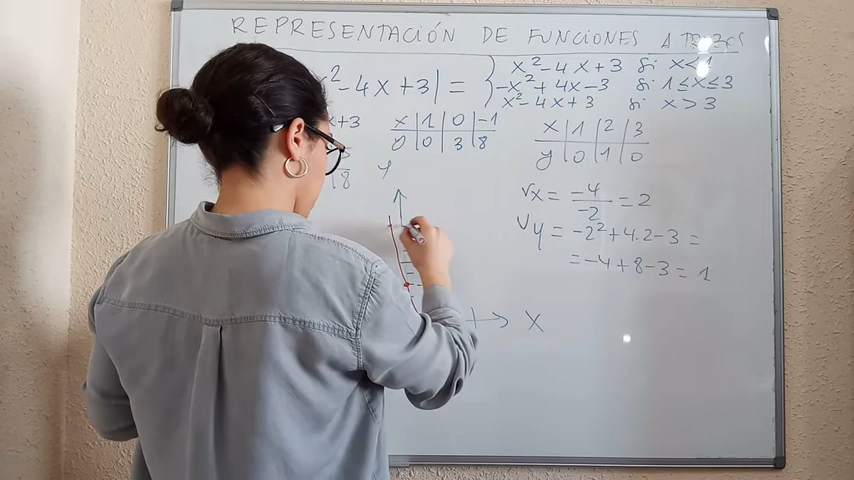 REPRESENTACIÓN DE FUNCIONES A TROZOS
x²-4x+3| = { x²-4x+3 si x<1
-x²+4x-3 si 1≤x≤3
x²-4x+3 si x>3
x+3
x | 1 | 0 | -1
y | 0 | 3 | 8
8
x | 1 | 2 | 3
y | 0 | 1 | 0
Vx = -4/-2 = 2
Vy = -2²+4.2-3 =
= -4+8-3 = 1
Y
X